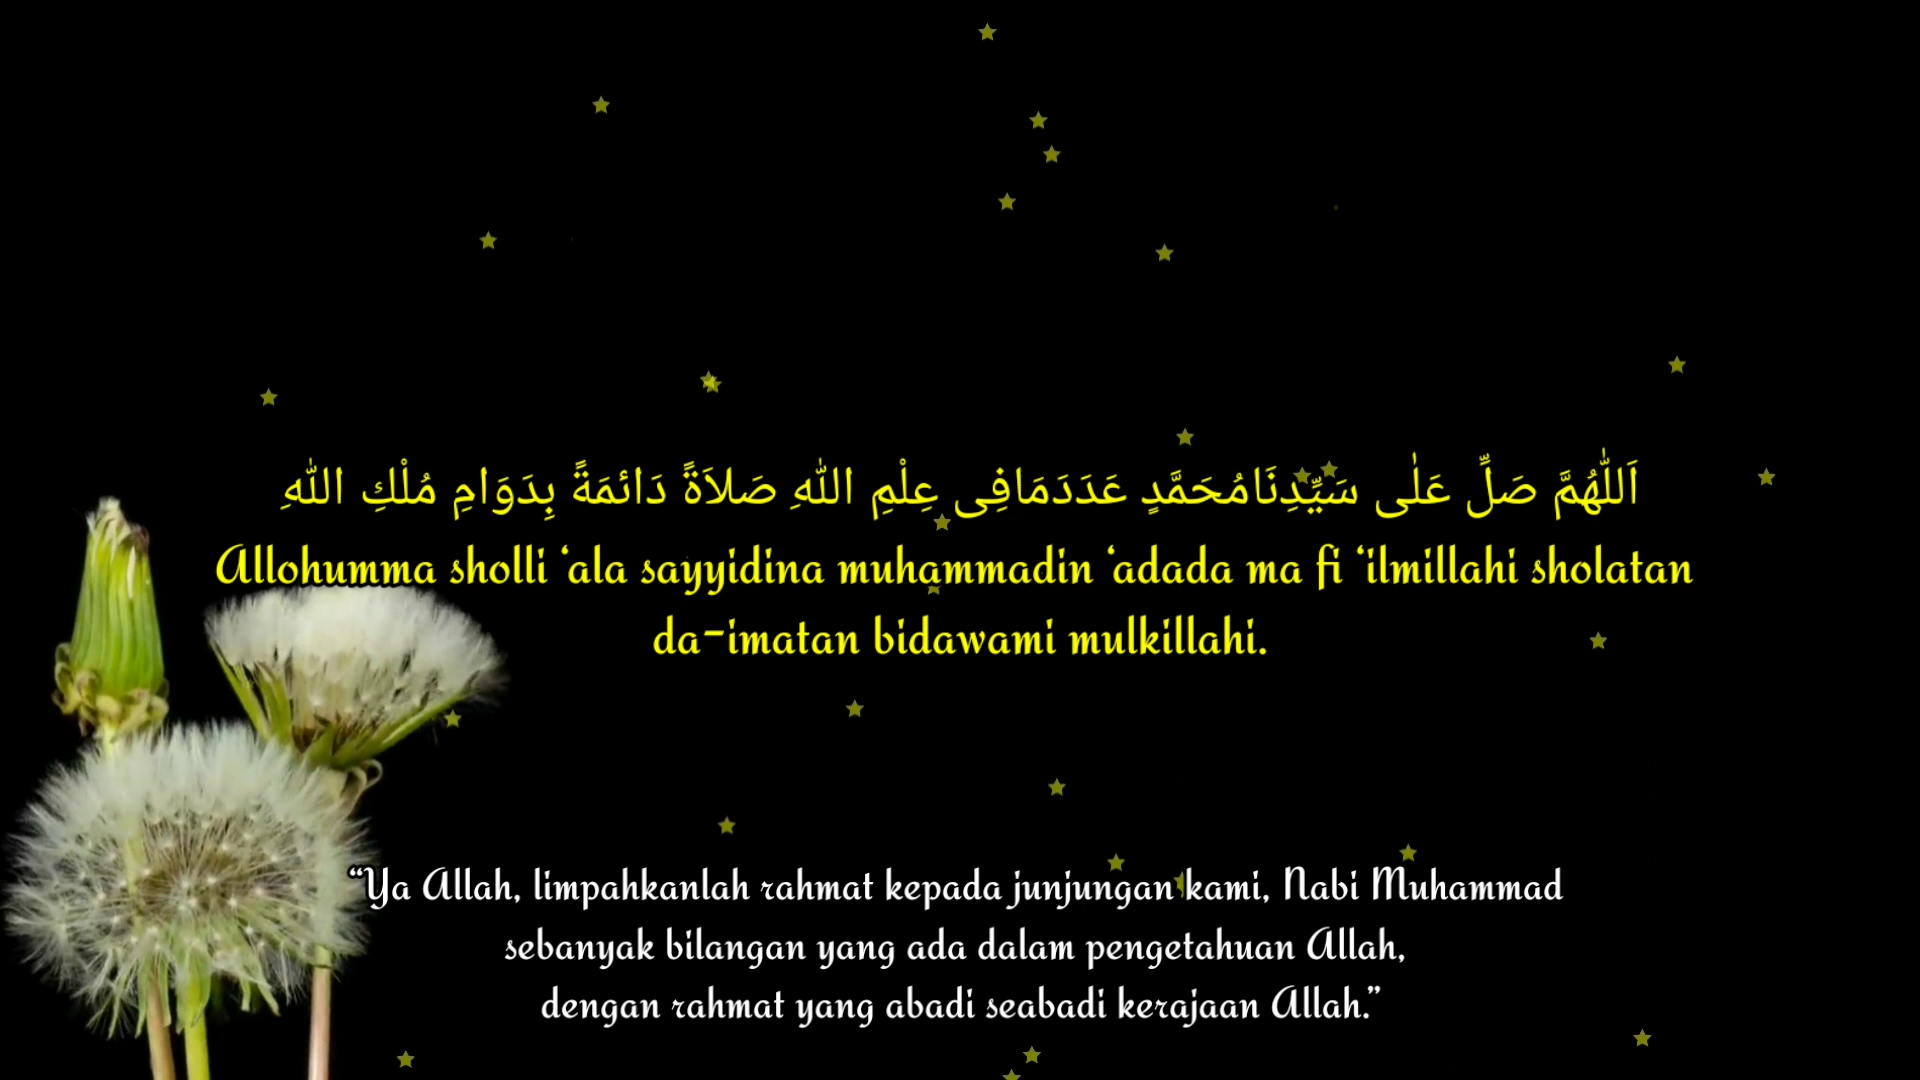 اَللّٰهُمَّ صَلِّ عَلٰى سَيِّدِنَامُحَمَّدٍ عَدَدَمَافِى عِلْمِ اللهِ صَلاَةً دَائمَةً بِدَوَامِ مُلْكِ اللهِ
Allohumma sholli ‘ala sayyidina muhammadin ‘adada ma fi ‘ilmillahi sholatan
da-imatan bidawami mulkillahi.
“Ya Allah, limpahkanlah rahmat kepada junjungan kami, Nabi Muhammad
sebanyak bilangan yang ada dalam pengetahuan Allah,
dengan rahmat yang abadi seabadi kerajaan Allah.”